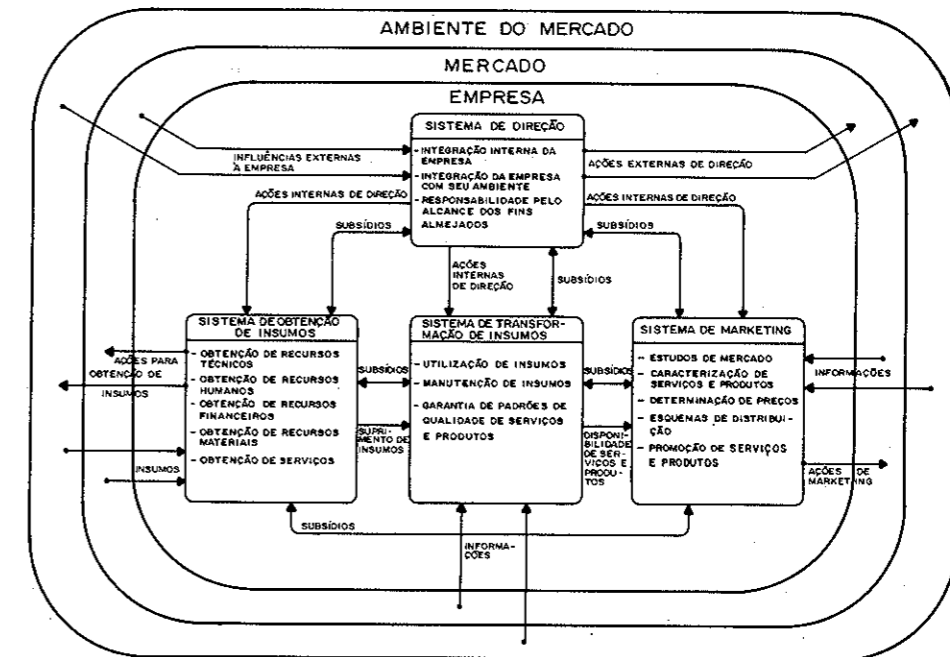 AMBIENTE DO MERCADO
MERCADO
EMPRESA
SISTEMA DE DIREÇÃO
- INTEGRAÇÃO INTERNA DA
EMPRESA
- INTEGRAÇÃO DA EMPRESA
COM SEU AMBIENTE
- RESPONSABILIDADE PELO
ALCANCE DOS FINS
ALMEJADOS
INFLUÊNCIAS EXTERNAS
À EMPRESA
AÇÕES EXTERNAS DE DIREÇÃO
AÇÕES INTERNAS DE DIREÇÃO
AÇÕES INTERNAS DE DIREÇÃO
SUBSÍDIOS
SUBSÍDIOS
AÇÕES
INTERNAS
DE DIREÇÃO
SUBSÍDIOS
SISTEMA DE OBTENÇÃO
DE INSUMOS
- OBTENÇÃO DE RECURSOS
TÉCNICOS
- OBTENÇÃO DE RECURSOS
HUMANOS
- OBTENÇÃO DE RECURSOS
FINANCEIROS
- OBTENÇÃO DE RECURSOS
MATERIAIS
- OBTENÇÃO DE SERVIÇOS
AÇÕES PARA
OBTENÇÃO DE
INSUMOS
INSUMOS
SUBSÍDIOS
SUPRI-
MENTO DE
INSUMOS
SISTEMA DE TRANSFOR-
MAÇÃO DE INSUMOS
- UTILIZAÇÃO DE INSUMOS
- MANUTENÇÃO DE INSUMOS
- GARANTIA DE PADRÕES DE
QUALIDADE DE SERVIÇOS
E PRODUTOS
SUBSÍDIOS
DISPONI-
BILIDADE
DE SER-
VIÇOS E
PRODU-
TOS
SISTEMA DE MARKETING
- ESTUDOS DE MERCADO
- CARACTERIZAÇÃO DE
SERVIÇOS E PRODUTOS
- DETERMINAÇÃO DE PREÇOS
- ESQUEMAS DE DISTRIBUI-
ÇÃO
- PROMOÇÃO DE SERVIÇOS
E PRODUTOS
INFORMAÇÕES
AÇÕES DE
MARKETING
SUBSÍDIOS
INFORMA-
ÇÕES